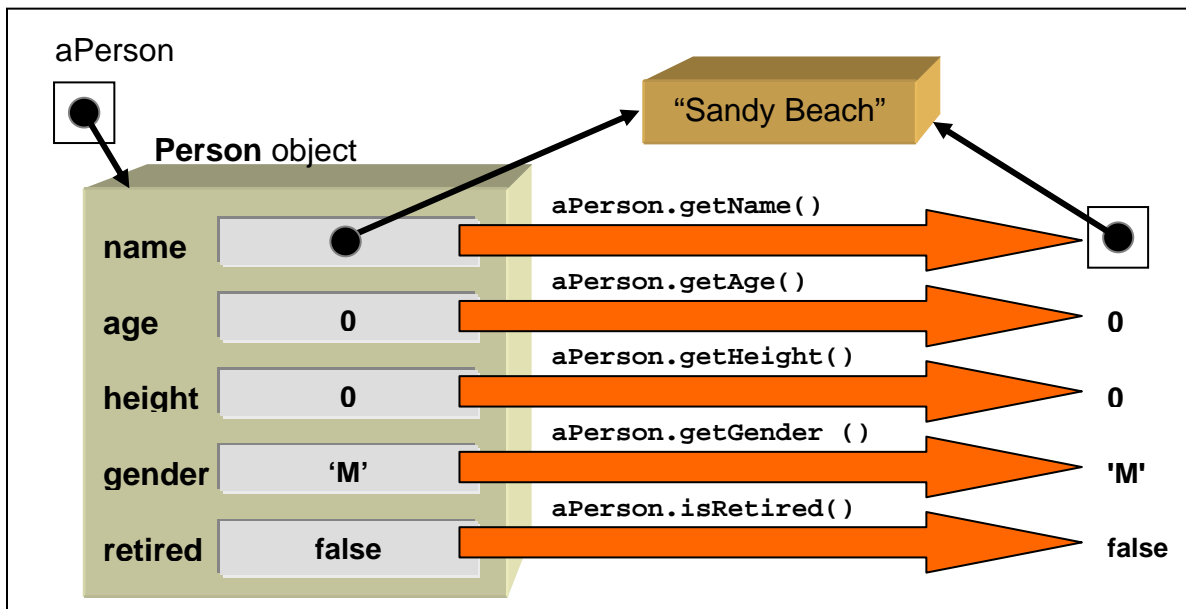 aPerson
“Sandy Beach”
Person object
aPerson.getName()
name
aPerson.getAge()
age 0 0
aPerson.getHeight()
height 0 0
aPerson.getGender ()
gender ‘M’ 'M'
aPerson.isRetired()
retired false false